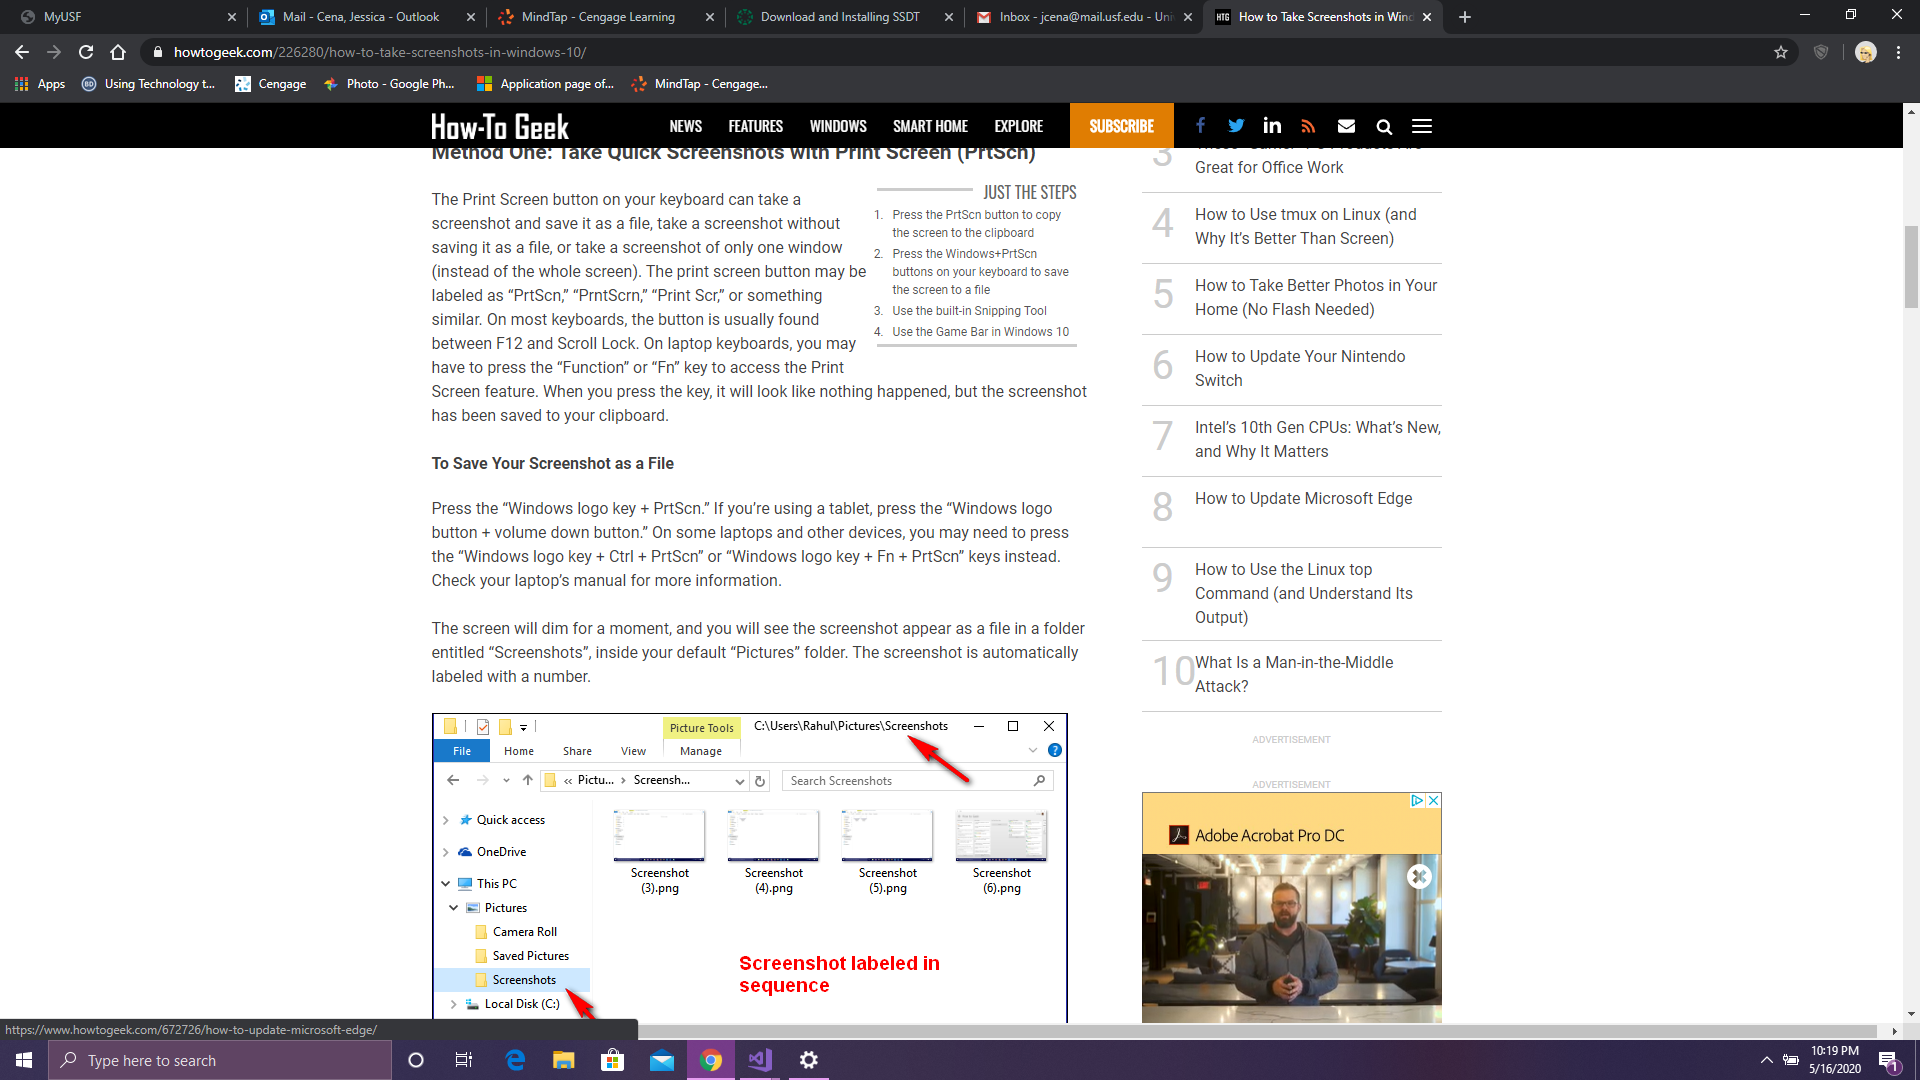 MyUSF
Mail - Cena, Jessica - Outlook
MindTap - Cengage Learning
Download and Installing SSDT
Inbox - jcena@mail.usf.edu - Uni
How to Take Screenshots in Wind
howtogeek.com/226280/how-to-take-screenshots-in-windows-10/
Apps
Using Technology t...
Cengage
Photo - Google Ph...
Application page of...
MindTap - Cengage...
How-To Geek
NEWS
FEATURES
WINDOWS
SMART HOME
EXPLORE
SUBSCRIBE
Method One: Take Quick Screenshots with Print Screen (PrtScn)
The Print Screen button on your keyboard can take a
screenshot and save it as a file, take a screenshot without
saving it as a file, or take a screenshot of only one window
(instead of the whole screen). The print screen button may be
labeled as “PrtScn,” “PrntScrn,” “Print Scr,” or something
similar. On most keyboards, the button is usually found
between F12 and Scroll Lock. On laptop keyboards, you may
have to press the “Function” or “Fn” key to access the Print
Screen feature. When you press the key, it will look like nothing happened, but the screenshot
has been saved to your clipboard.
JUST THE STEPS
1. Press the PrtScn button to copy
the screen to the clipboard
2. Press the Windows+PrtScn
buttons on your keyboard to save
the screen to a file
3. Use the built-in Snipping Tool
4. Use the Game Bar in Windows 10
To Save Your Screenshot as a File
Press the “Windows logo key + PrtScn.” If you’re using a tablet, press the “Windows logo
button + volume down button.” On some laptops and other devices, you may need to press
the “Windows logo key + Ctrl + PrtScn” or “Windows logo key + Fn + PrtScn” keys instead.
Check your laptop’s manual for more information.
The screen will dim for a moment, and you will see the screenshot appear as a file in a folder
entitled “Screenshots”, inside your default “Pictures” folder. The screenshot is automatically
labeled with a number.
Picture Tools
C:\Users\Rahul\Pictures\Screenshots
File
Home
Share
View
Manage
« Pictu... › Screensh...
Search Screenshots
Quick access
OneDrive
This PC
Pictures
Camera Roll
Saved Pictures
Screenshots
Local Disk (C:)
Screenshot
(3).png
Screenshot
(4).png
Screenshot
(5).png
Screenshot
(6).png
Screenshot labeled in
sequence
3
Great for Office Work
4 How to Use tmux on Linux (and
Why It’s Better Than Screen)
5 How to Take Better Photos in Your
Home (No Flash Needed)
6 How to Update Your Nintendo
Switch
7 Intel’s 10th Gen CPUs: What’s New,
and Why It Matters
8 How to Update Microsoft Edge
9 How to Use the Linux top
Command (and Understand Its
Output)
10 What Is a Man-in-the-Middle
Attack?
ADVERTISEMENT
ADVERTISEMENT
Adobe Acrobat Pro DC
https://www.howtogeek.com/672726/how-to-update-microsoft-edge/
Type here to search
10:19 PM
5/16/2020
1